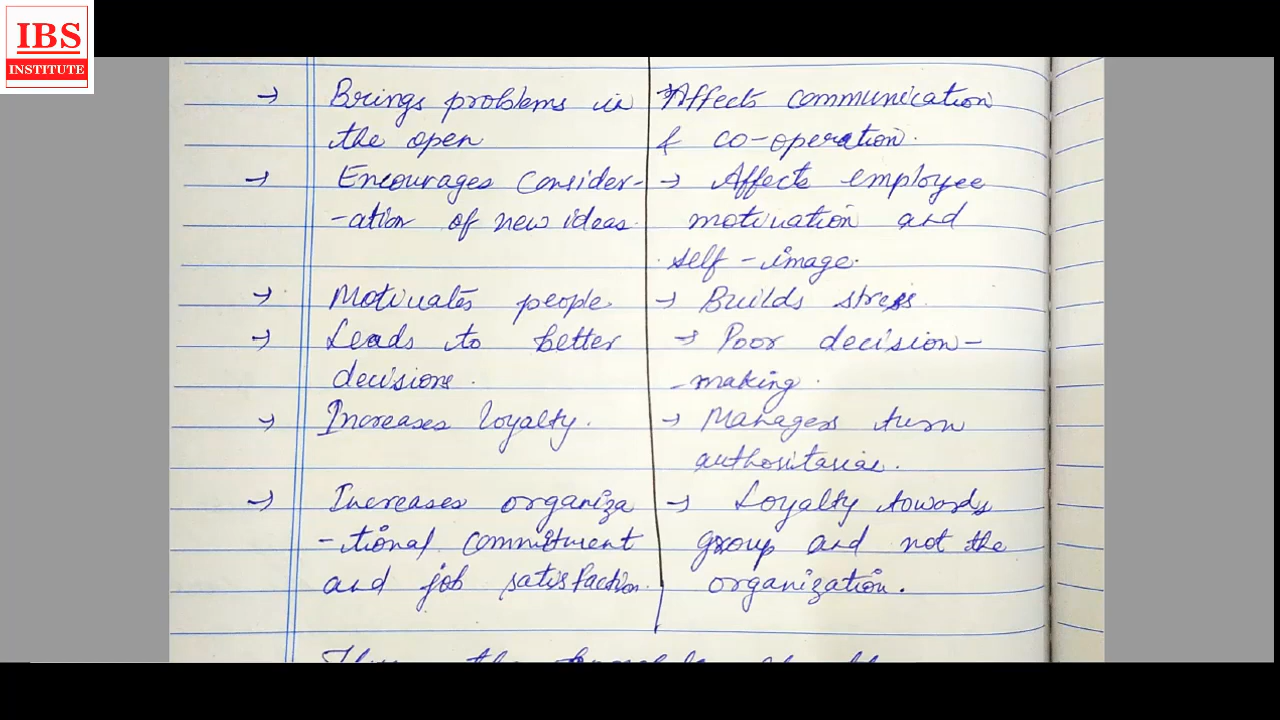 IBS
INSTITUTE
→ Brings problems in
the open
→ Encourages consider-
-ation of new ideas.
→ Motivates people.
→ Leads to better
decisions.
→ Increases loyalty.
→ Increases organiza
-tional commitment
and job satisfaction.
→ Affects communication
& co-operation.
→ Affects employee
motivation and
self-image.
→ Builds stress.
→ Poor decision-
-making.
→ Managers turn
authoritarian.
→ Loyalty towards
group and not the
organization.